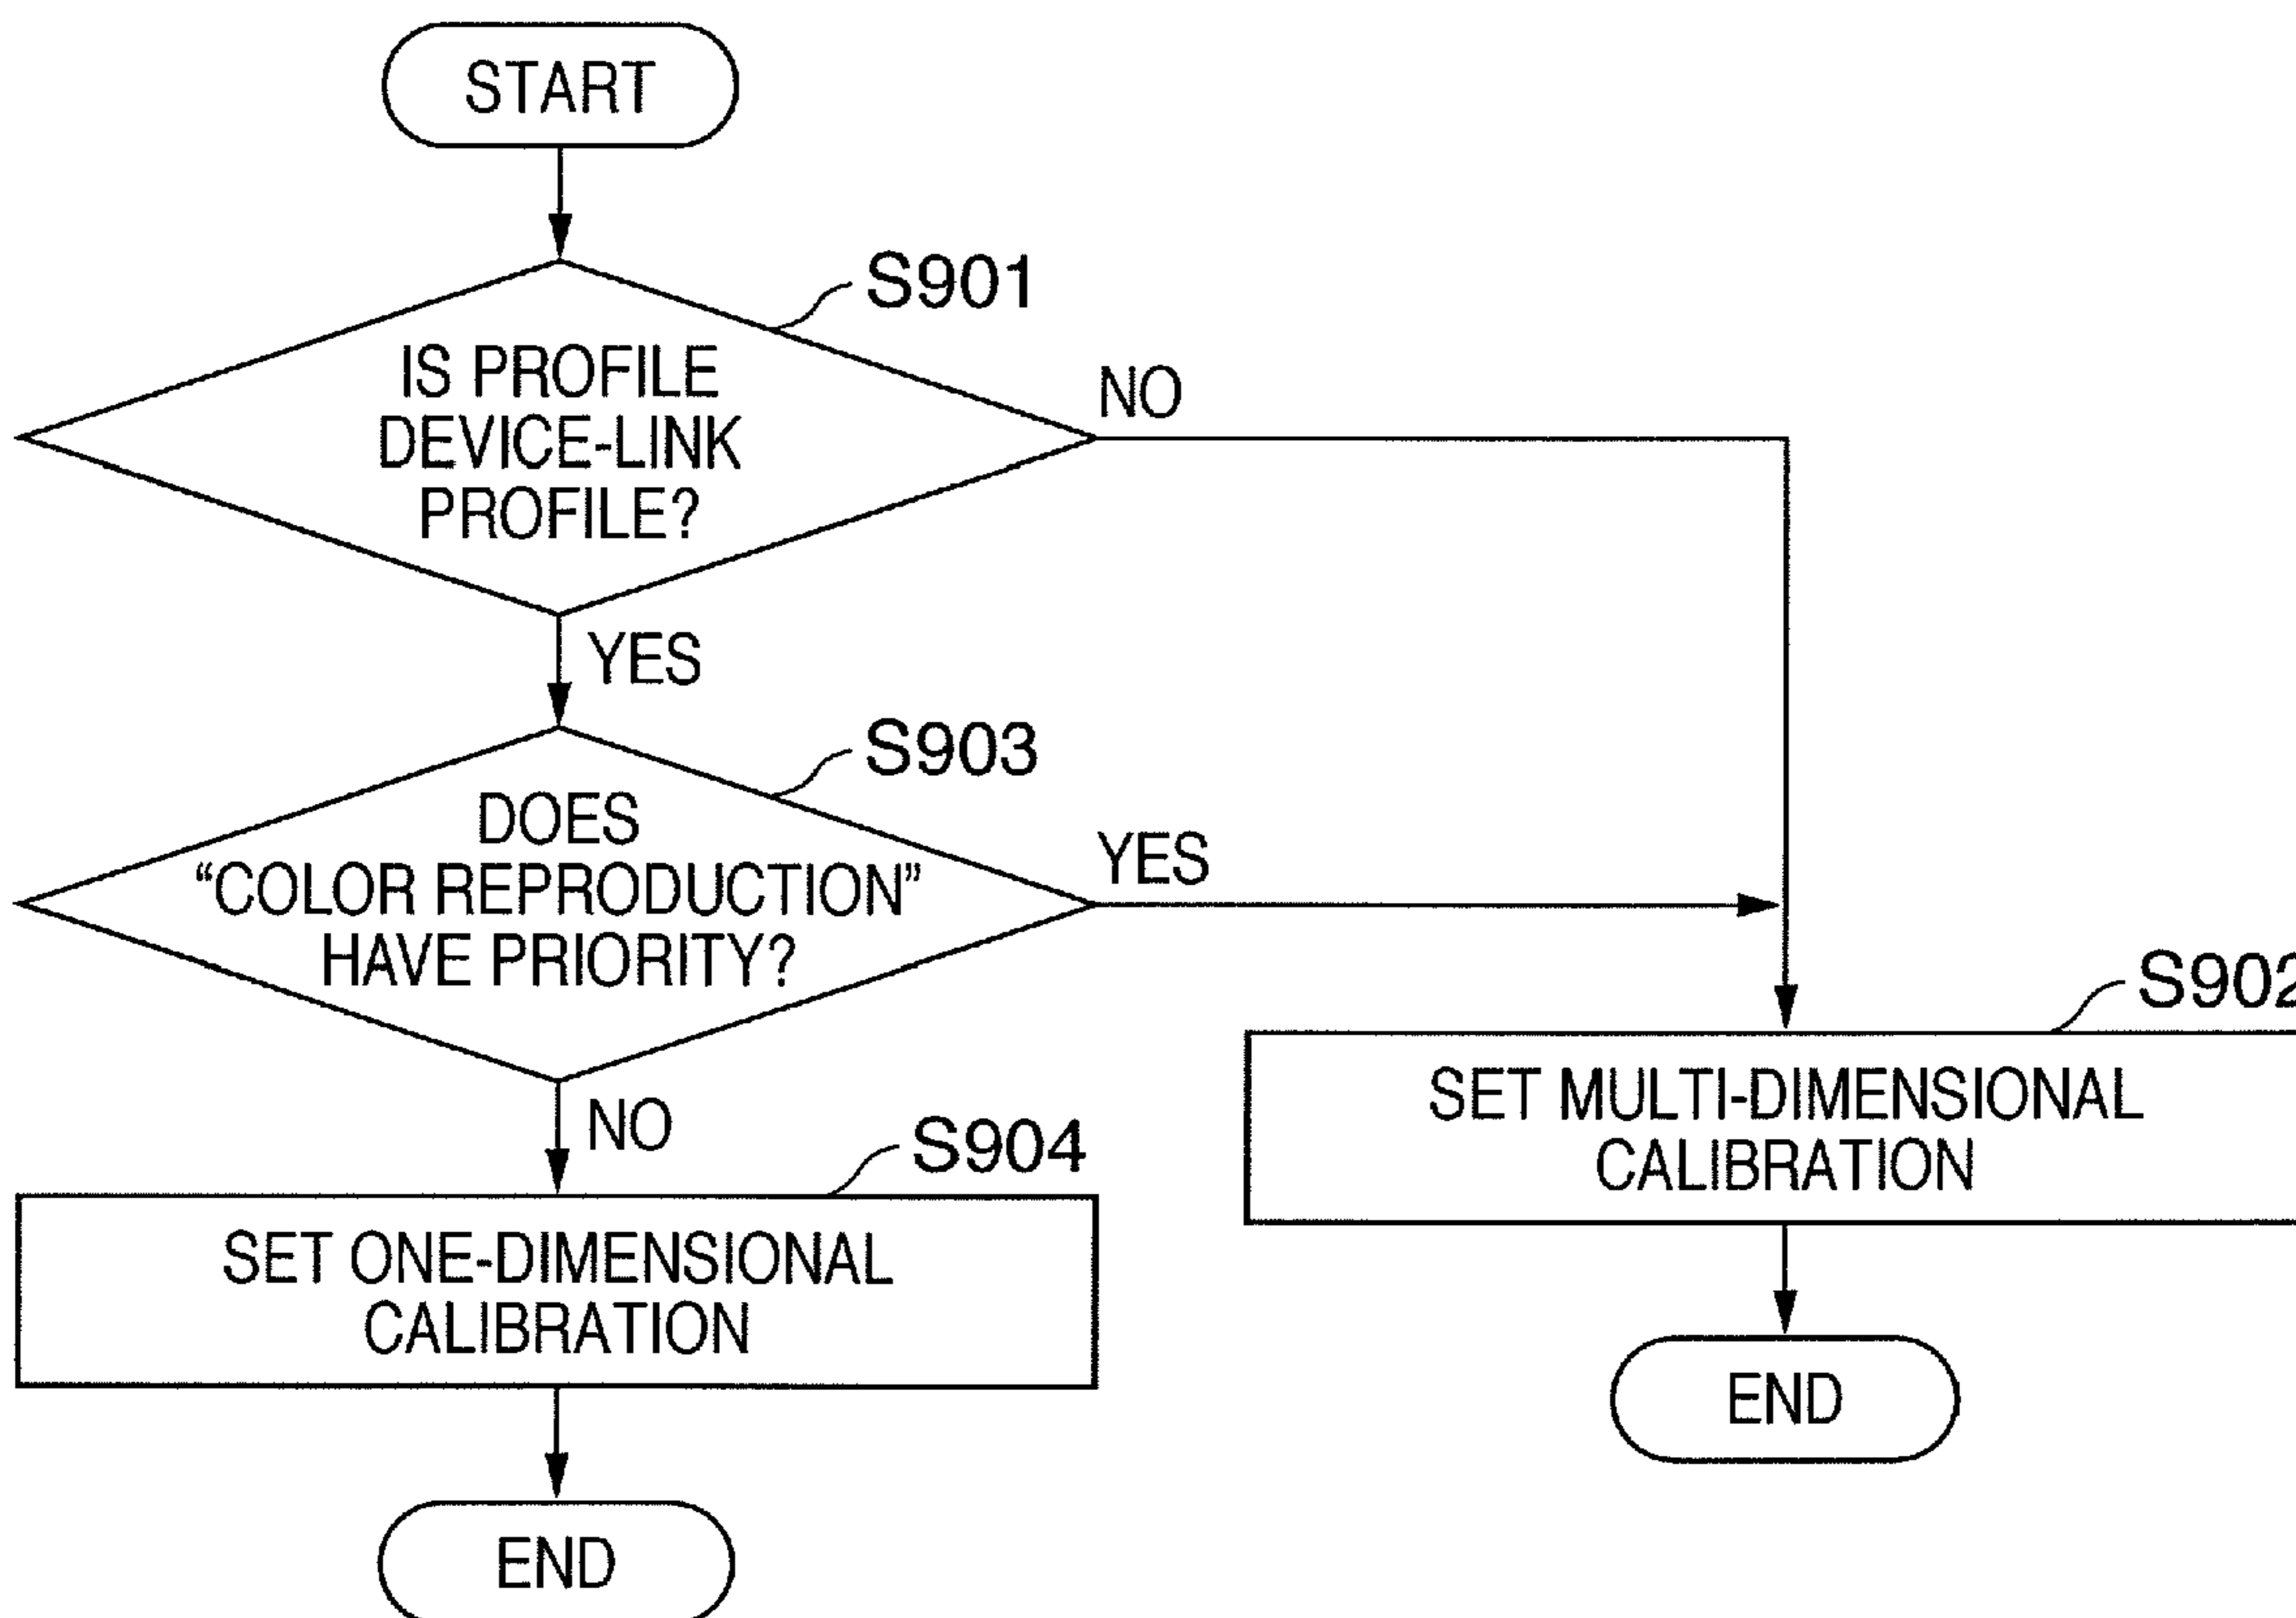 START
S901
IS PROFILE
DEVICE-LINK
PROFILE?
NO
YES
S903
DOES
“COLOR REPRODUCTION”
HAVE PRIORITY?
YES
S902
SET MULTI-DIMENSIONAL
CALIBRATION
NO
S904
SET ONE-DIMENSIONAL
CALIBRATION
END
END